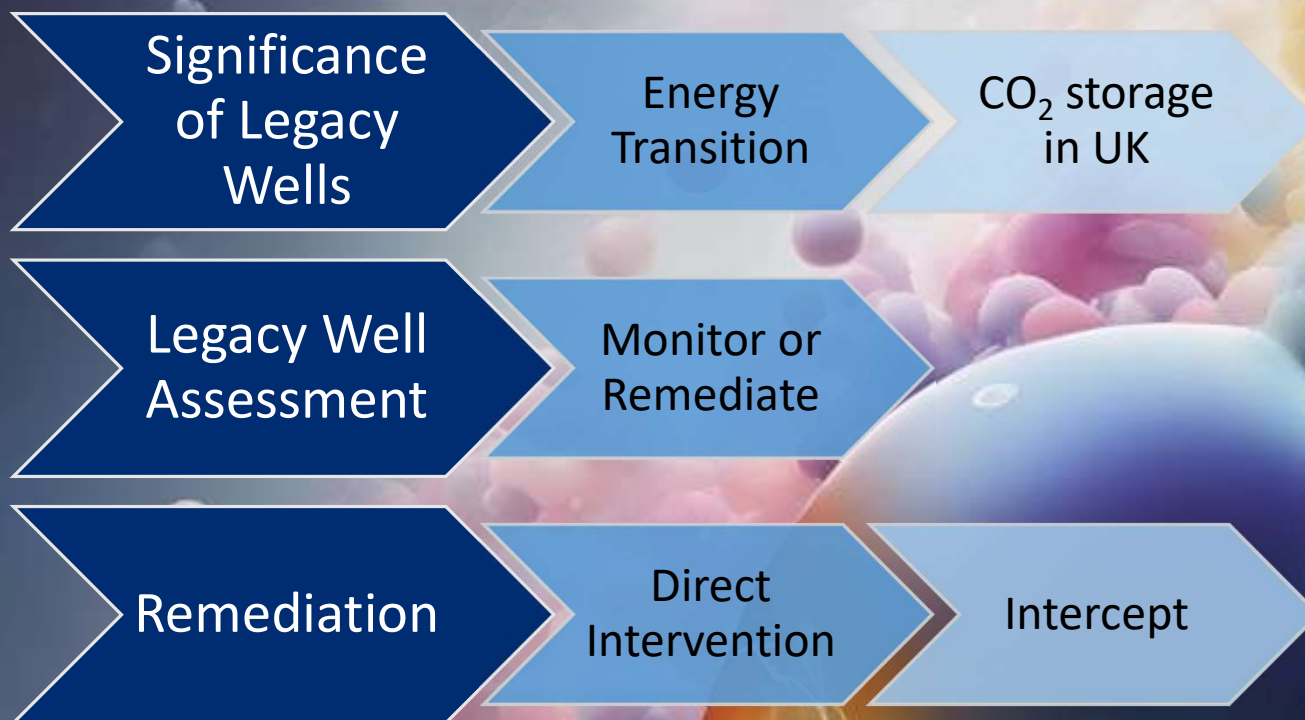 Significance
of Legacy
Wells
Energy
Transition
CO₂ storage
in UK
Legacy Well
Assessment
Monitor or
Remediate
Remediation
Direct
Intervention
Intercept